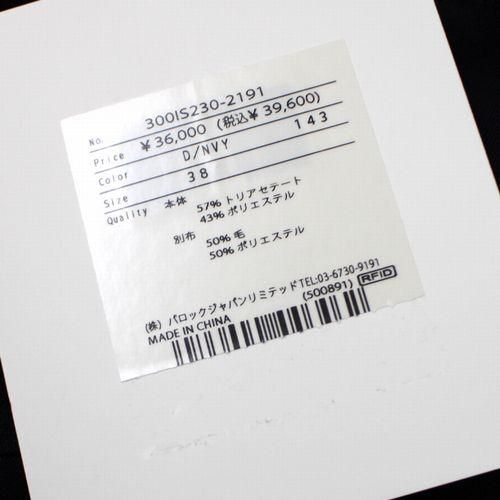 No. 300IS230-2191
Price ¥36,000 (税込¥ 39,600)
Color D/NVY 143
Size 38
Quality 本体 57% トリアセテート
43% ポリエステル
別布 50% 毛
50% ポリエステル
(株) バロックジャパンリミテッド TEL:03-6730-9191
MADE IN CHINA (500891) RFID